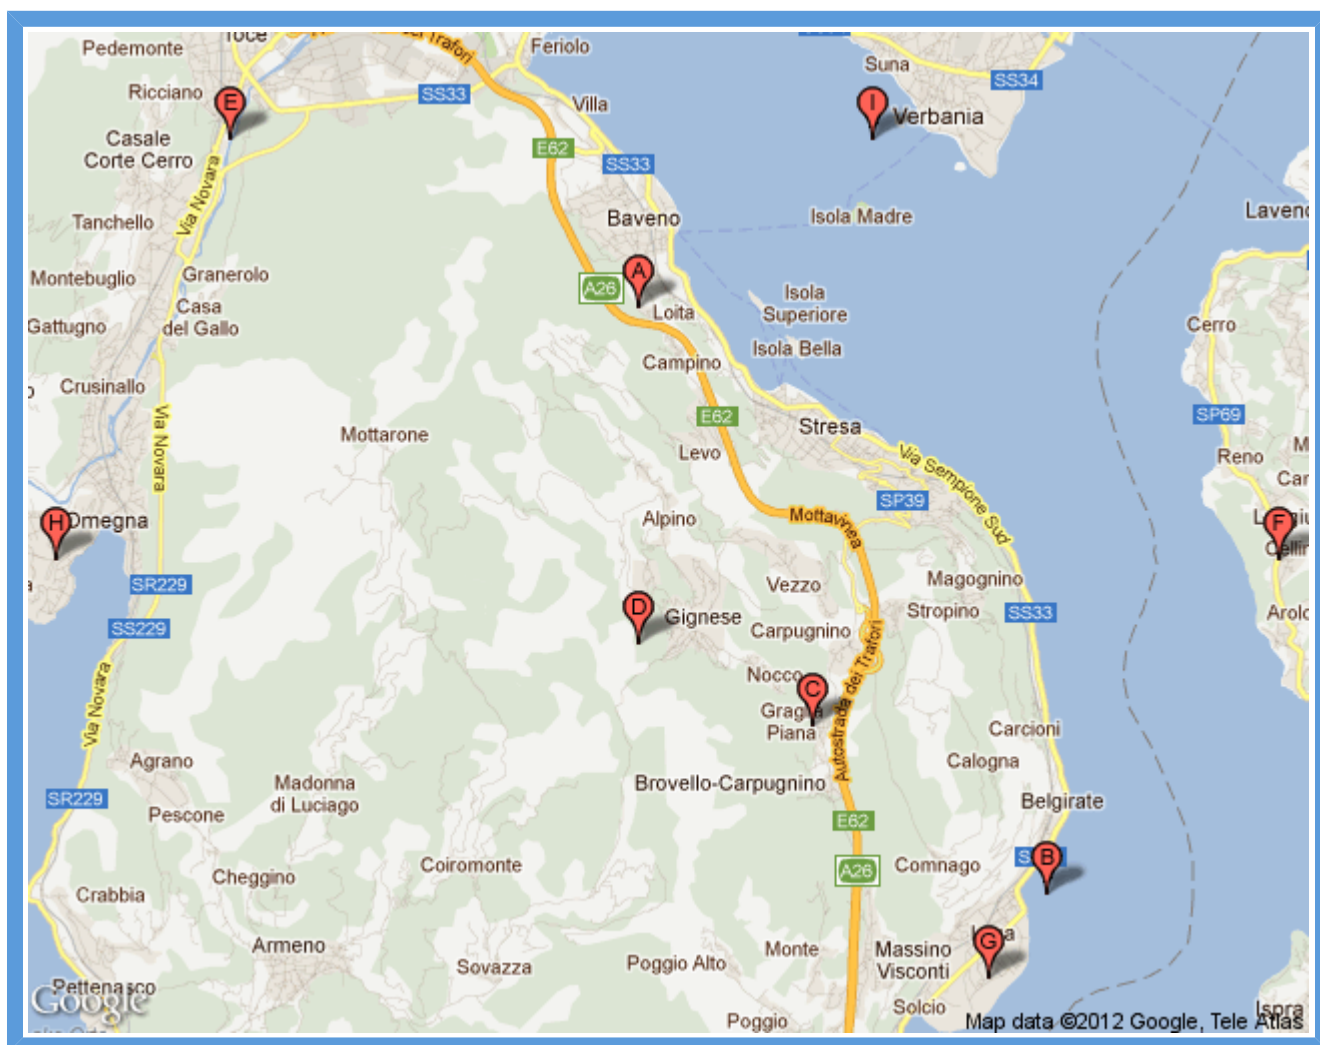 Toce
dei Trafori
Feriolo
Pedemonte
Suna
SS34
Ricciano
SS33
Villa
E
I
Verbania
Casale
Corte Cerro
E62
SS33
Via Novara
Tanchello
Baveno
Isola Madre
Laveno
Montebuglio
Granerolo
A
A26
Isola
Superiore
Casa
del Gallo
Loita
Gattugno
Cerro
Isola Bella
Campino
Crusinallo
E62
SP69
Via Novara
Mottarone
Stresa
Levo
Via Sempione Sud
Reno
SP39
H
Omegna
Alpino
Mottavinea
F
SR229
Vezzo
Magognino
D
Gignese
Stropino
SS33
Arolo
SS229
Carpugnino
Via Novara
Nocco
C
Graglia
Piana
Autostrada dei Trafori
Carcioni
Agrano
Calogna
Madonna
di Luciago
Brovello-Carpugnino
SR229
Pescone
Belgirate
E62
B
Coiromonte
A26
Comnago
Cheggino
Crabbia
G
Armeno
Monte
Massino
Visconti
Sovazza
Poggio Alto
Pettenasco
Google
Solcio
Ispra
Poggio
Map data ©2012 Google, Tele Atlas